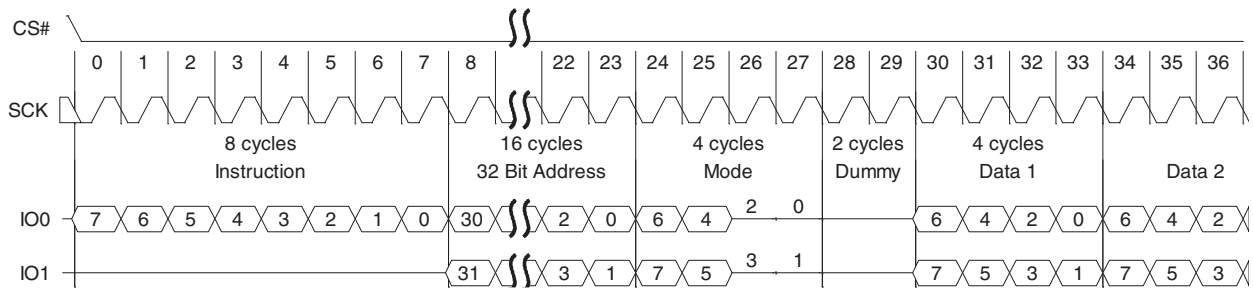 CS#
0 1 2 3 4 5 6 7 8 22 23 24 25 26 27 28 29 30 31 32 33 34 35 36
SCK
8 cycles 16 cycles 4 cycles 2 cycles 4 cycles
Instruction 32 Bit Address Mode Dummy Data 1 Data 2
IO0 7 6 5 4 3 2 1 0 30 2 0 6 4 2 0 6 4 2 0 6 4 2
IO1 31 3 1 7 5 3 1 7 5 3 1 7 5 3